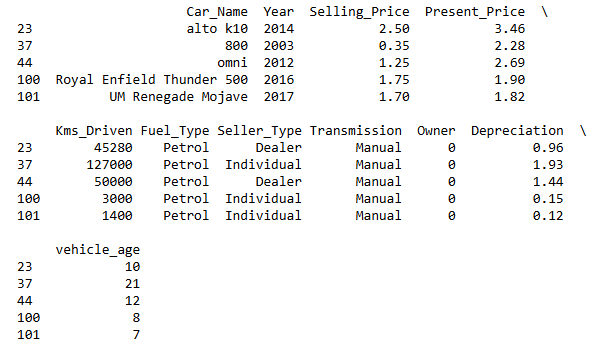 Car_Name Year Selling_Price Present_Price \
23 alto k10 2014 2.50 3.46
37 800 2003 0.35 2.28
44 omni 2012 1.25 2.69
100 Royal Enfield Thunder 500 2016 1.75 1.90
101 UM Renegade Mojave 2017 1.70 1.82
Kms_Driven Fuel_Type Seller_Type Transmission Owner Depreciation \
23 45280 Petrol Dealer Manual 0 0.96
37 127000 Petrol Individual Manual 0 1.93
44 50000 Petrol Dealer Manual 0 1.44
100 3000 Petrol Individual Manual 0 0.15
101 1400 Petrol Individual Manual 0 0.12
vehicle_age
23 10
37 21
44 12
100 8
101 7